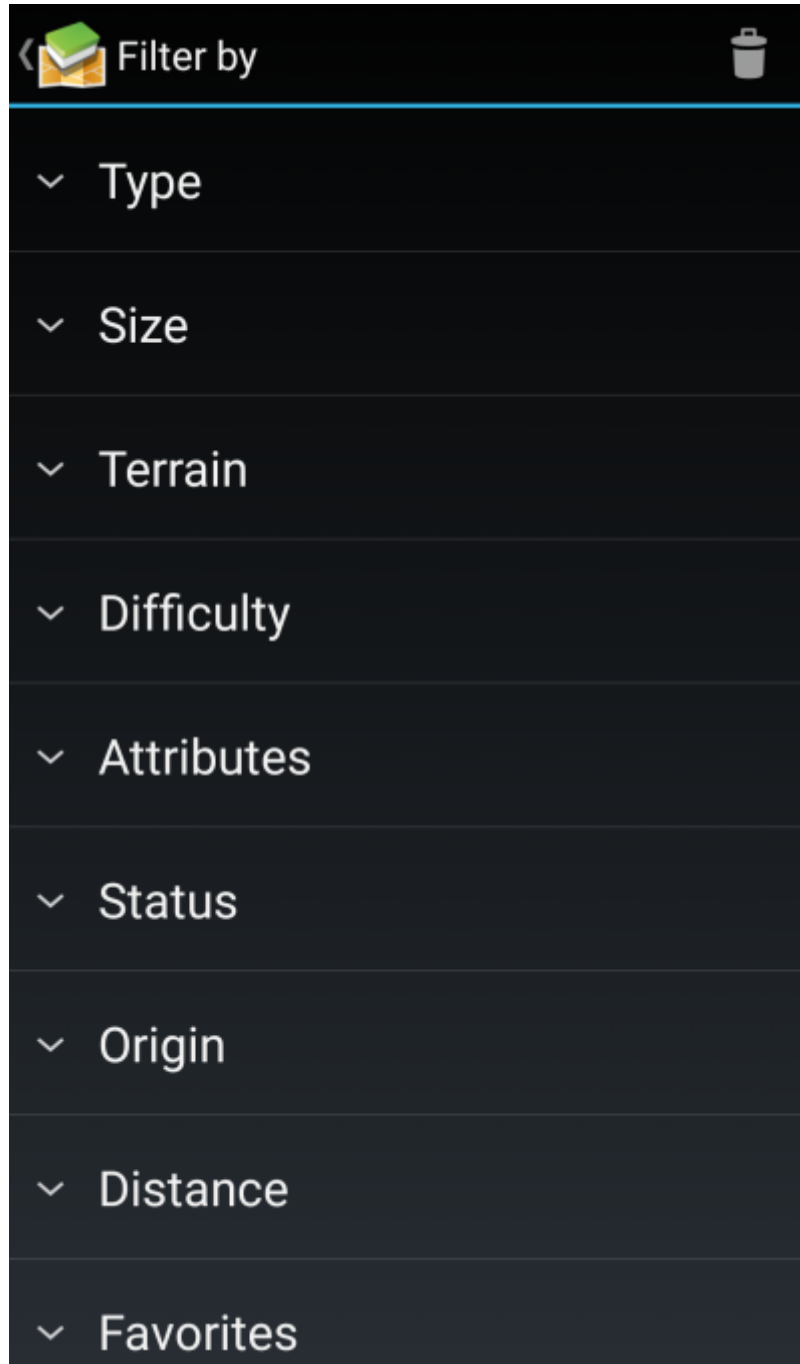 Filter by
Type
Size
Terrain
Difficulty
Attributes
Status
Origin
Distance
Favorites